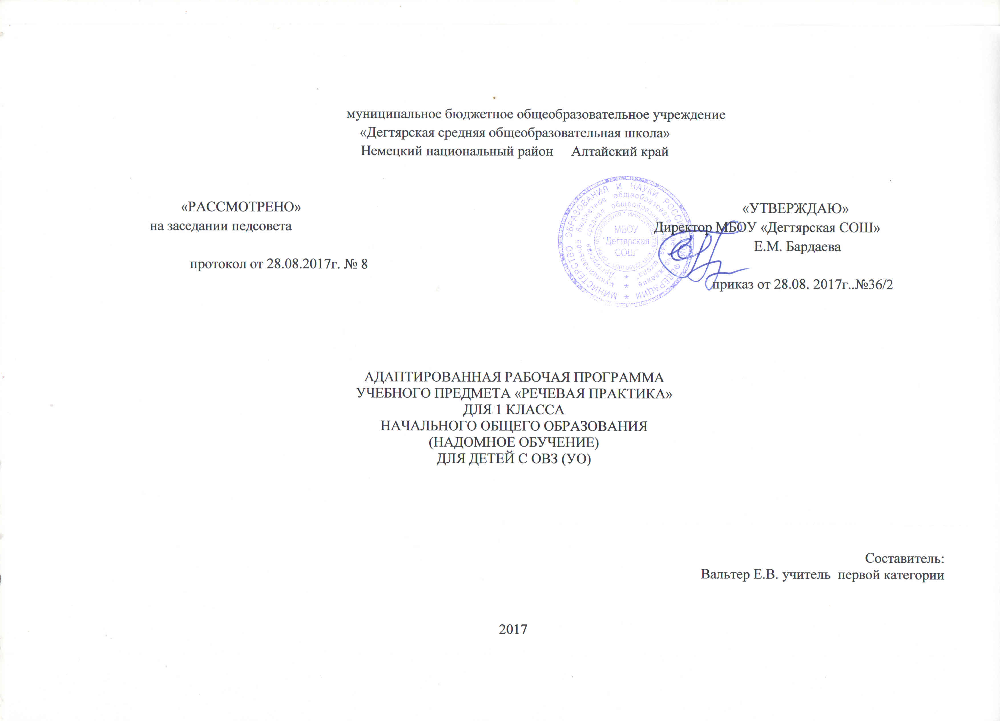 муниципальное бюджетное общеобразовательное учреждение
«Дегтярская средняя общеобразовательная школа»
Немецкий национальный район Алтайский край
«РАССМОТРЕНО»
на заседании педсовета
протокол от 28.08.2017г. № 8
МИНИСТЕРСТВО ОБРАЗОВАНИЯ И НАУКИ РОССИЙСКОЙ ФЕДЕРАЦИИ
муниципальное бюджетное общеобразовательное учреждение
"Дегтярская средняя общеобразовательная школа"
МБОУ
"Дегтярская
СОШ"
«УТВЕРЖДАЮ»
Директор МБОУ «Дегтярская СОШ»
Е.М. Бардаева
приказ от 28.08. 2017г..№36/2
АДАПТИРОВАННАЯ РАБОЧАЯ ПРОГРАММА
УЧЕБНОГО ПРЕДМЕТА «РЕЧЕВАЯ ПРАКТИКА»
ДЛЯ 1 КЛАССА
НАЧАЛЬНОГО ОБЩЕГО ОБРАЗОВАНИЯ
(НАДОМНОЕ ОБУЧЕНИЕ)
ДЛЯ ДЕТЕЙ С ОВЗ (УО)
Составитель:
Вальтер Е.В. учитель первой категории
2017